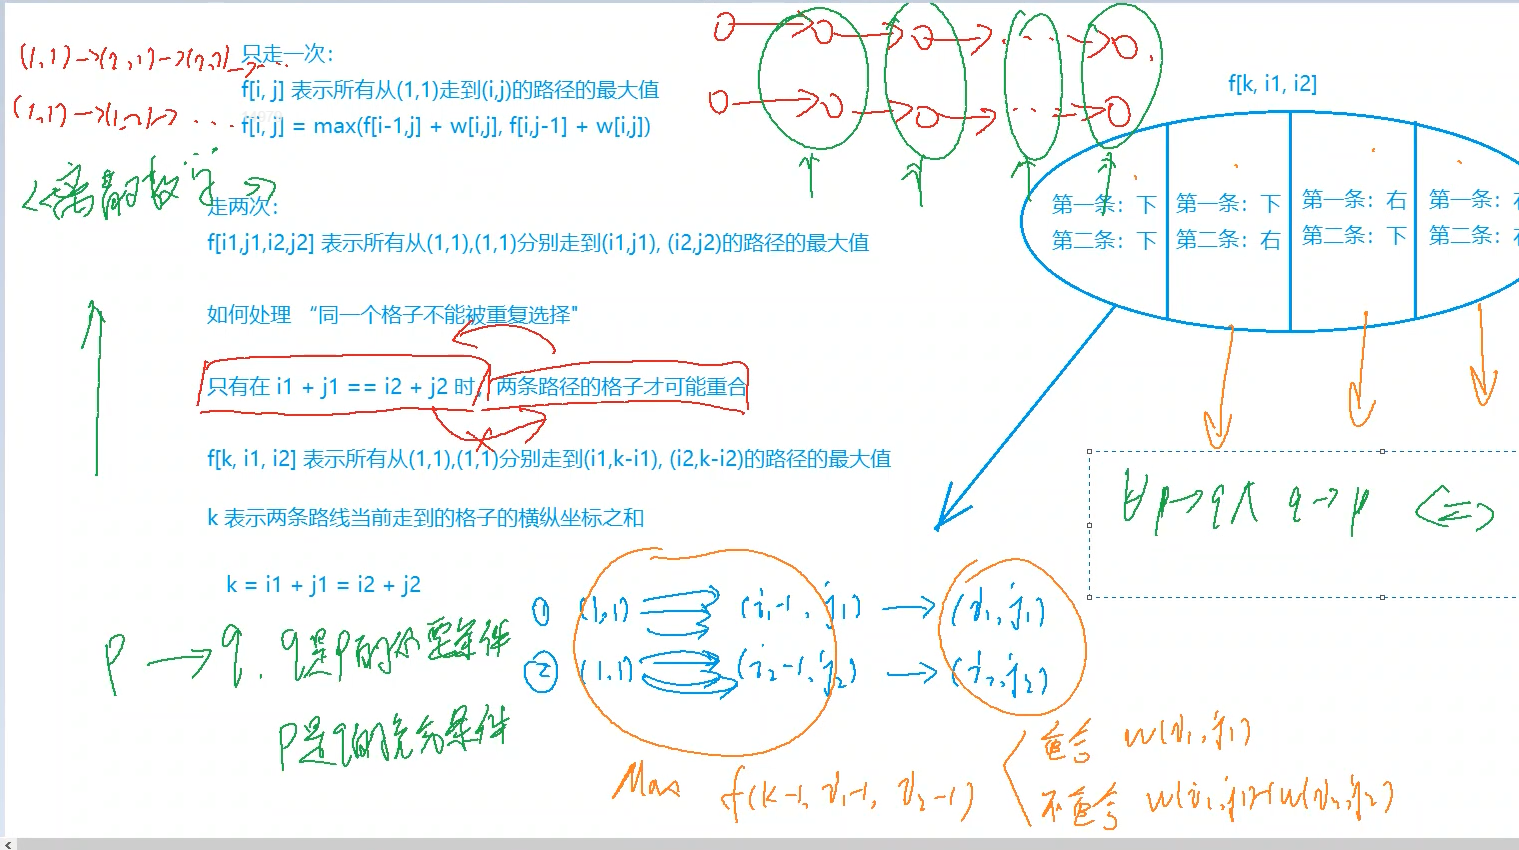 (1,1)→(2,1)→(2,2)→..
只走一次：
f[i, j] 表示所有从(1,1)走到(i,j)的路径的最大值
(1,1)→(1,2)→ ...
f[i, j] = max(f[i-1,j] + w[i,j], f[i,j-1] + w[i,j])
<<离散数学>>
走两次：
f[i1,j1,i2,j2] 表示所有从(1,1),(1,1)分别走到(i1,j1), (i2,j2)的路径的最大值
如何处理 “同一个格子不能被重复选择"
只有在 i1 + j1 == i2 + j2 时，两条路径的格子才可能重合
f[k, i1, i2] 表示所有从(1,1),(1,1)分别走到(i1,k-i1), (i2,k-i2)的路径的最大值
k 表示两条路线当前走到的格子的横纵坐标之和
k = i1 + j1 = i2 + j2
p → q. q是p的必要条件
p是q的充分条件
f[k, i1, i2]
第一条：下
第二条：下
第一条：下
第二条：右
第一条：右
第二条：下
第一条：
第二条：
p→q∧ q→p <=>
① (1,1) (i1-1, j1) → (i1, j1)
② (1,1) (i2-1, j2) → (i2, j2)
Max f(k-1, i1-1, i2-1)
重合 w(i1, j1)
不重合 w(i1,j1)+w(i2,j2)